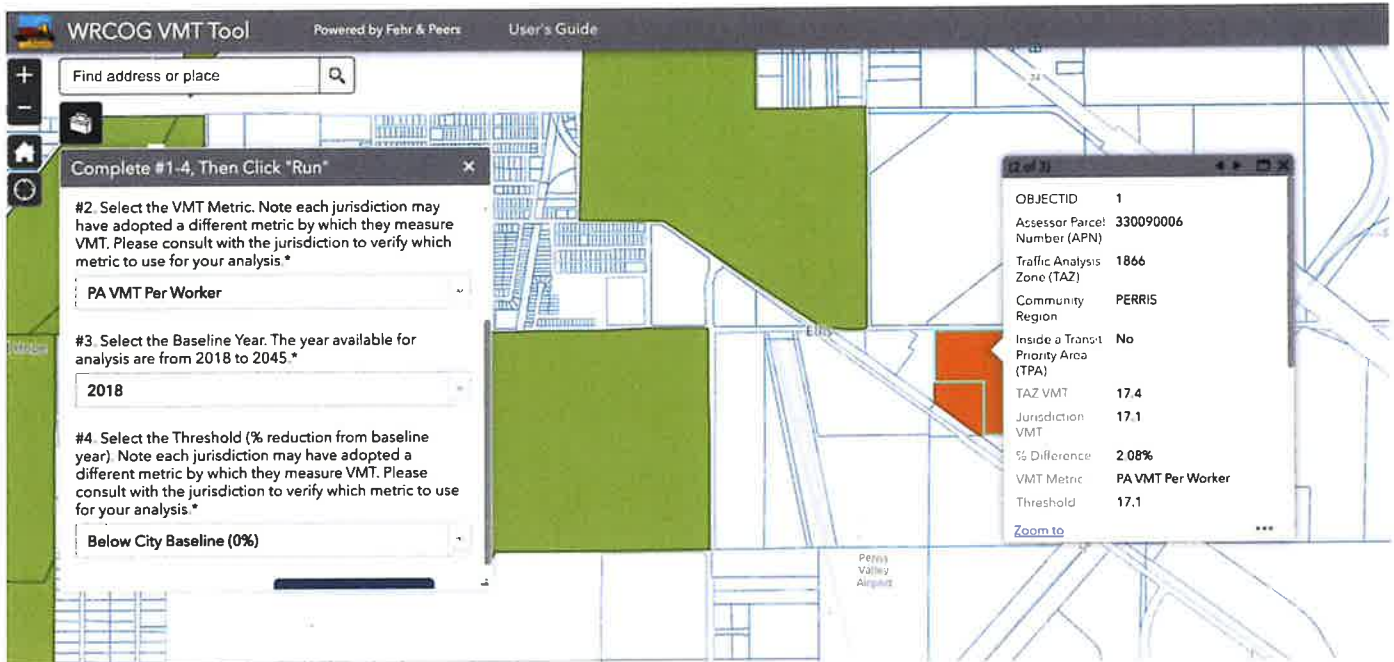 WRCOG VMT Tool
Powered by Fehr & Peers
User's Guide
+
Find address or place
−
Complete #1-4, Then Click "Run"
×
#2. Select the VMT Metric. Note each jurisdiction may
have adopted a different metric by which they measure
VMT. Please consult with the jurisdiction to verify which
metric to use for your analysis.*
PA VMT Per Worker
#3. Select the Baseline Year. The year available for
analysis are from 2018 to 2045.*
2018
#4. Select the Threshold (% reduction from baseline
year). Note each jurisdiction may have adopted a
different metric by which they measure VMT. Please
consult with the jurisdiction to verify which metric to use
for your analysis.*
Below City Baseline (0%)
74
Ellis
Perris
Valley
Airport
(2 of 3)
OBJECTID 1
Assessor Parcel 330090006
Number (APN)
Traffic Analysis 1866
Zone (TAZ)
Community PERRIS
Region
Inside a Transit No
Priority Area
(TPA)
TAZ VMT 17.4
Jurisdiction 17.1
VMT
% Difference 2.08%
VMT Metric PA VMT Per Worker
Threshold 17.1
Zoom to
•••